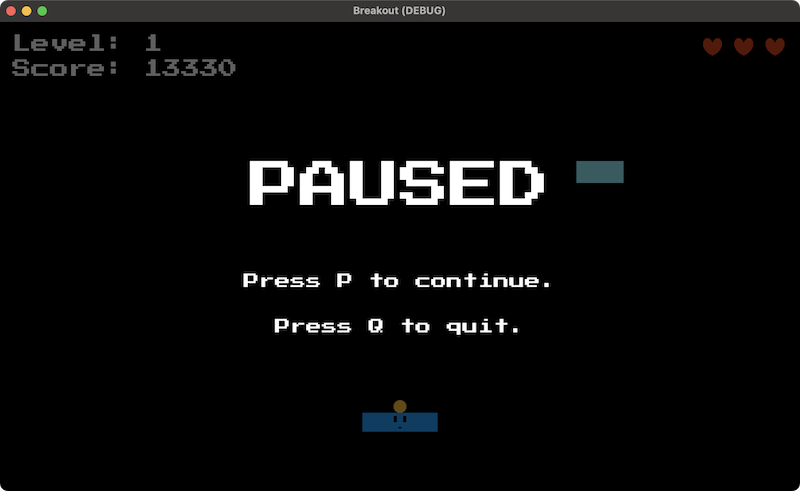 Breakout (DEBUG)
Level: 1
Score: 13330
PAUSED
Press P to continue.
Press Q to quit.